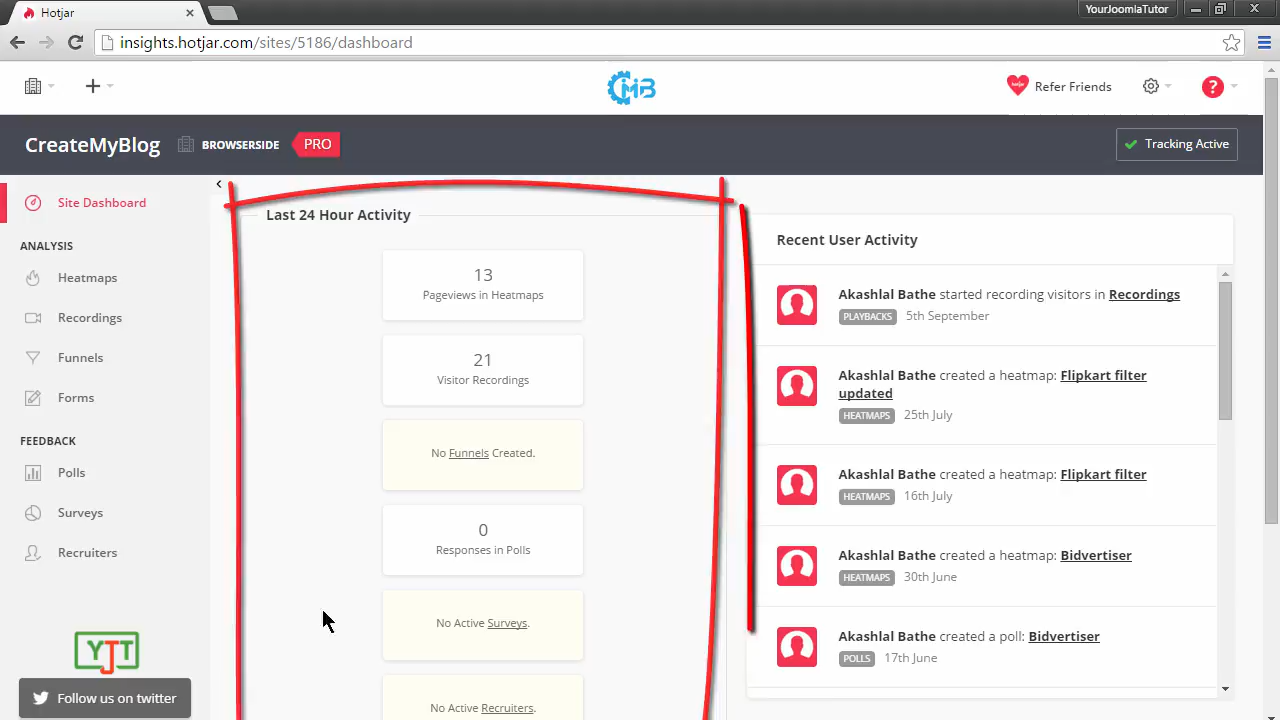 Hotjar
YourJoomlaTutor
insights.hotjar.com/sites/5186/dashboard
CMB
hotjar
Refer Friends
?
CreateMyBlog
BROWSERSIDE
PRO
Tracking Active
Site Dashboard
ANALYSIS
Heatmaps
Recordings
Funnels
Forms
FEEDBACK
Polls
Surveys
Recruiters
YJT
Follow us on twitter
Last 24 Hour Activity
13
Pageviews in Heatmaps
21
Visitor Recordings
No Funnels Created.
0
Responses in Polls
No Active Surveys.
No Active Recruiters.
Recent User Activity
Akashlal Bathe started recording visitors in Recordings
PLAYBACKS 5th September
Akashlal Bathe created a heatmap: Flipkart filter
updated
HEATMAPS 25th July
Akashlal Bathe created a heatmap: Flipkart filter
HEATMAPS 16th July
Akashlal Bathe created a heatmap: Bidvertiser
HEATMAPS 30th June
Akashlal Bathe created a poll: Bidvertiser
POLLS 17th June